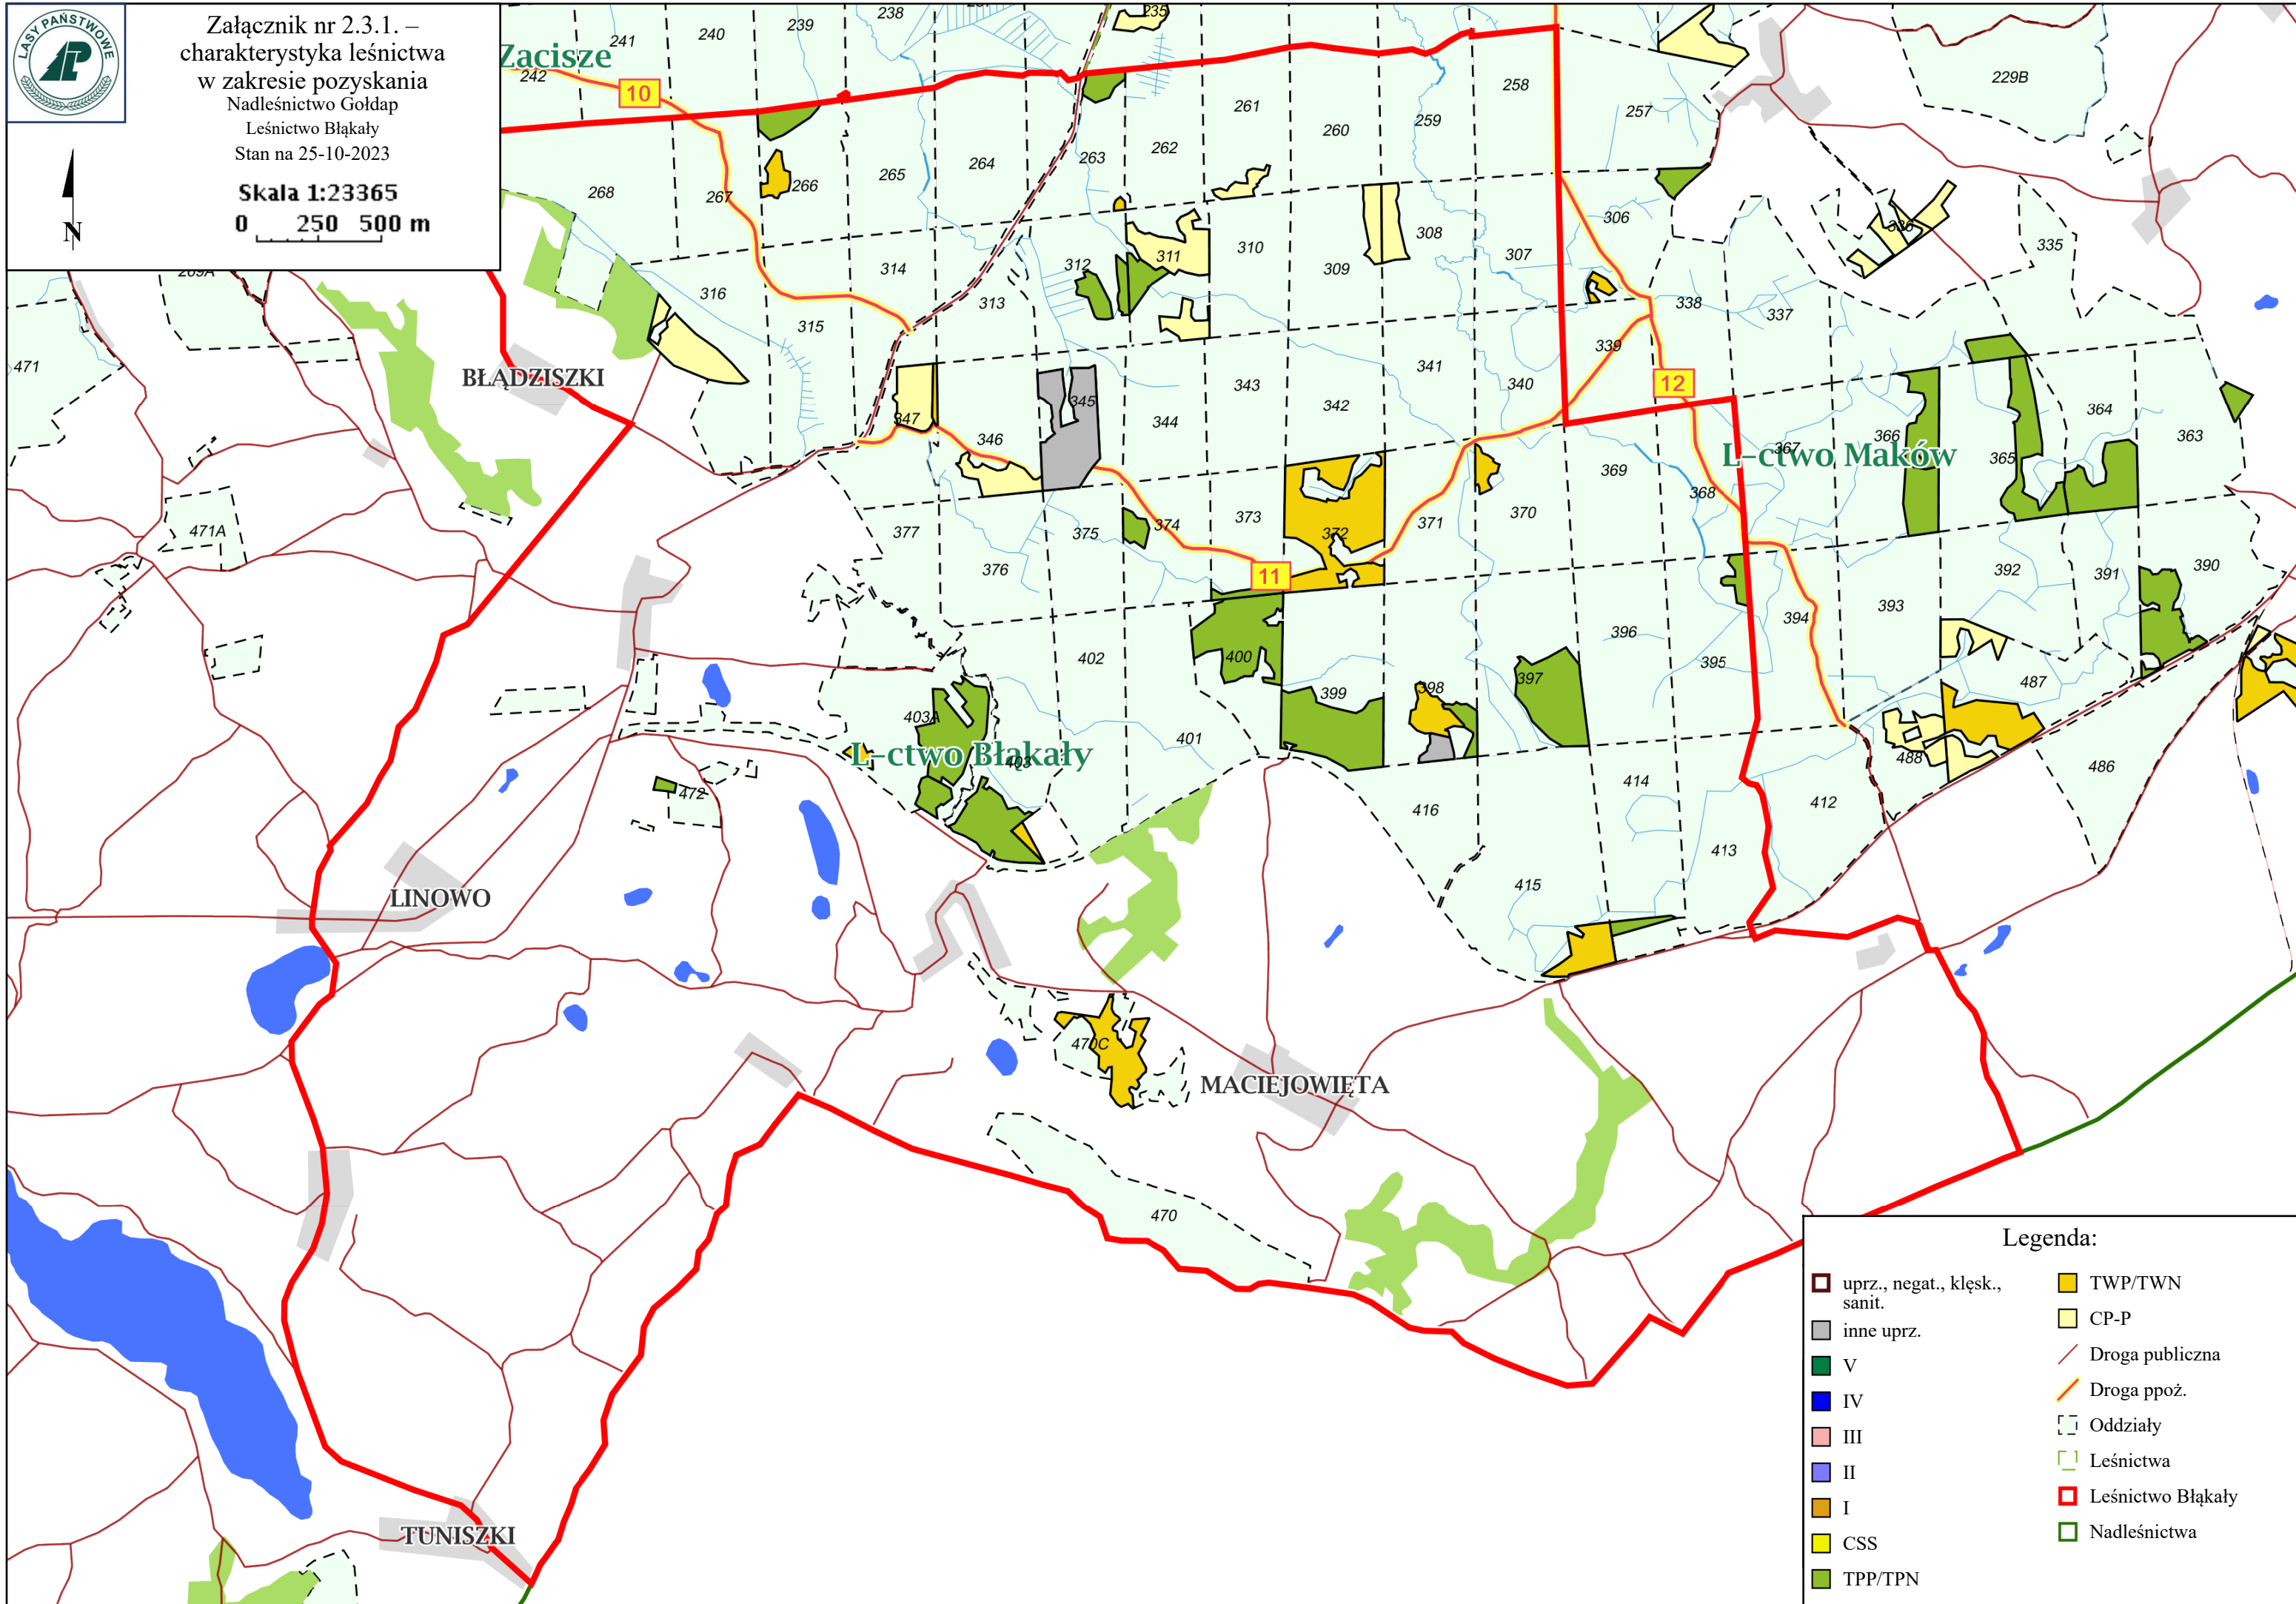 LASY PAŃSTWOWE
Załącznik nr 2.3.1. –
charakterystyka leśnictwa
w zakresie pozyskania
Nadleśnictwo Gołdap
Leśnictwo Błąkały
Stan na 25-10-2023
Skala 1:23365
0 250 500 m
N
Zacisze
238
239
240
241
242
235
10
229B
257
258
259
260
261
262
263
264
265
266
267
268
269A
306
307
308
309
310
311
312
313
314
315
316
335
336
337
338
339
340
341
342
343
344
345
346
347
12
471
BŁĄDZISZKI
L-ctwo Maków
363
364
365
366
367
368
369
370
371
372
373
374
375
376
377
11
471A
390
391
392
393
394
395
396
397
398
399
400
401
402
403A
403
L-ctwo Błąkały
472
487
488
486
412
413
414
415
416
LINOWO
470C
MACIEJOWIĘTA
470
TUNISZKI
Legenda:
uprz., negat., klęsk.,
sanit.
inne uprz.
V
IV
III
II
I
CSS
TPP/TPN
TWP/TWN
CP-P
Droga publiczna
Droga ppoż.
Oddziały
Leśnictwa
Leśnictwo Błąkały
Nadleśnictwa